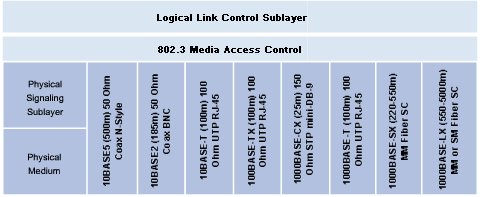 Logical Link Control Sublayer
802.3 Media Access Control
Physical
Signaling
Sublayer
Physical
Medium
10BASE5 (500m) 50 Ohm
Coax N-Style
10BASE2 (185m) 50 Ohm
Coax BNC
10BASE-T (100m) 100
Ohm UTP RJ-45
100BASE-TX (100m) 100
Ohm UTP RJ-45
1000BASE-CX (25m) 150
Ohm STP mini-DB-9
1000BASE-T (100m) 100
Ohm UTP RJ-45
1000BASE-SX (220-550m)
MM Fiber SC
1000BASE-LX (550-5000m)
MM or SM Fiber SC